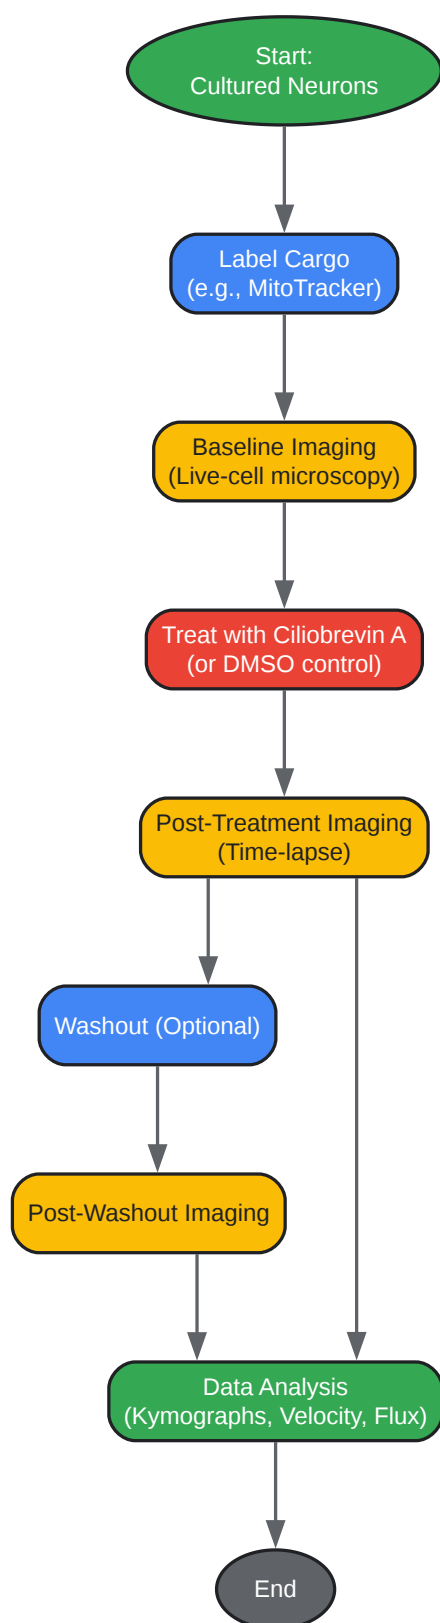 Start:
Cultured Neurons
Label Cargo
(e.g., MitoTracker)
Baseline Imaging
(Live-cell microscopy)
Treat with Ciliobrevin A
(or DMSO control)
Post-Treatment Imaging
(Time-lapse)
Washout (Optional)
Post-Washout Imaging
Data Analysis
(Kymographs, Velocity, Flux)
End